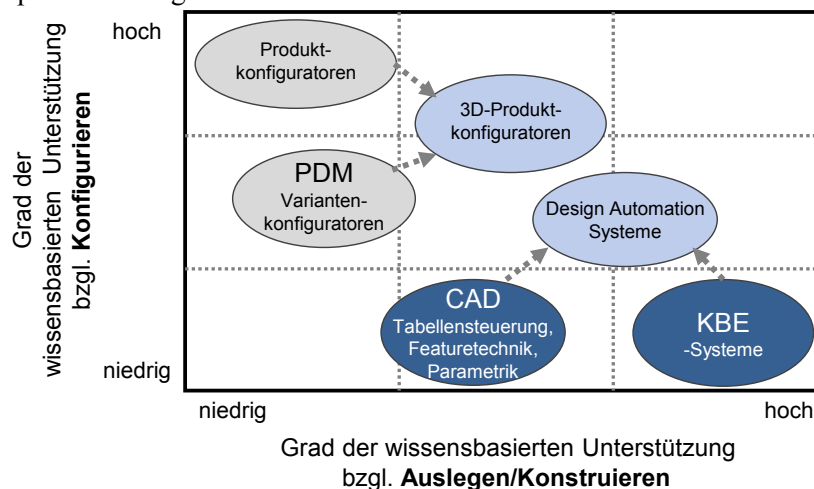 hoch
Produkt-
konfiguratoren
3D-Produkt-
konfiguratoren
PDM
Varianten-
konfiguratoren
Design Automation
Systeme
CAD
Tabellensteuerung,
Featuretechnik,
Parametrik
KBE
-Systeme
Grad der
wissensbasierten Unterstützung
bzgl. Konfigurieren
niedrig
niedrig
hoch
Grad der wissensbasierten Unterstützung
bzgl. Auslegen/Konstruieren